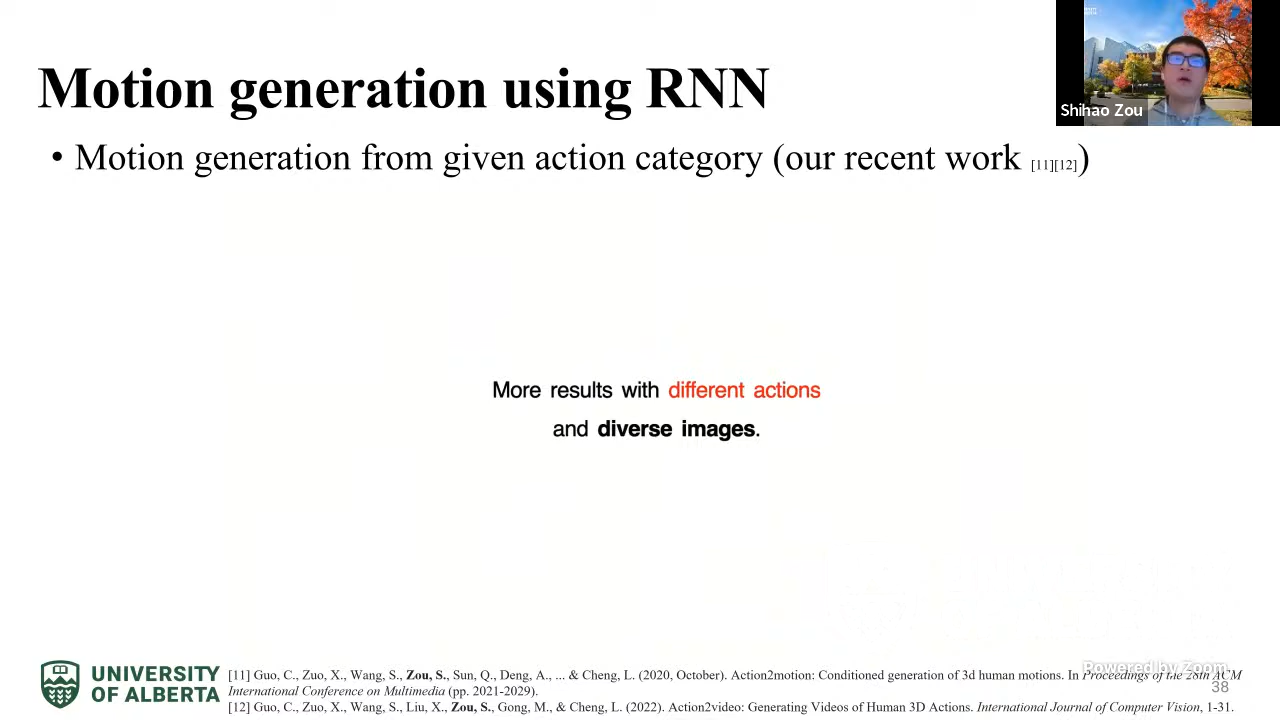 Motion generation using RNN
Shihao Zou
• Motion generation from given action category (our recent work [11][12])
More results with different actions
and diverse images.
UNIVERSITY
OF ALBERTA
[11] Guo, C., Zuo, X., Wang, S., Zou, S., Sun, Q., Deng, A., ... & Cheng, L. (2020, October). Action2motion: Conditioned generation of 3d human motions. In Proceedings of the 28th ACM
International Conference on Multimedia (pp. 2021-2029).
[12] Guo, C., Zuo, X., Wang, S., Liu, X., Zou, S., Gong, M., & Cheng, L. (2022). Action2video: Generating Videos of Human 3D Actions. International Journal of Computer Vision, 1-31.
Powered by Zoom
38